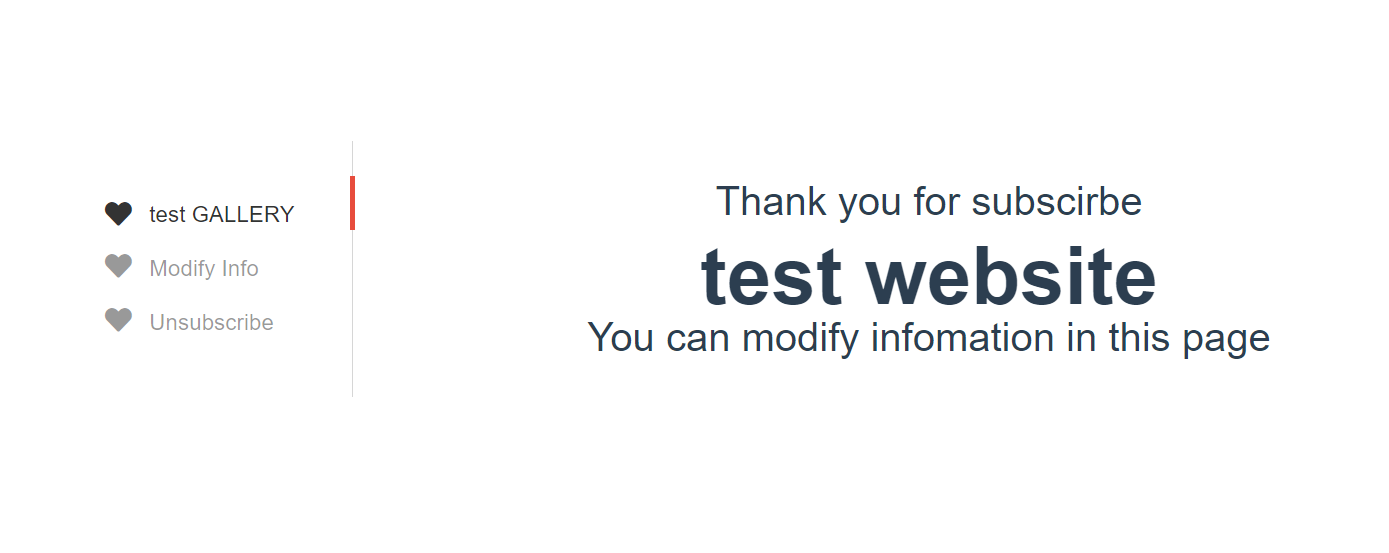 test GALLERY
Modify Info
Unsubscribe
Thank you for subscirbe
test website
You can modify infomation in this page